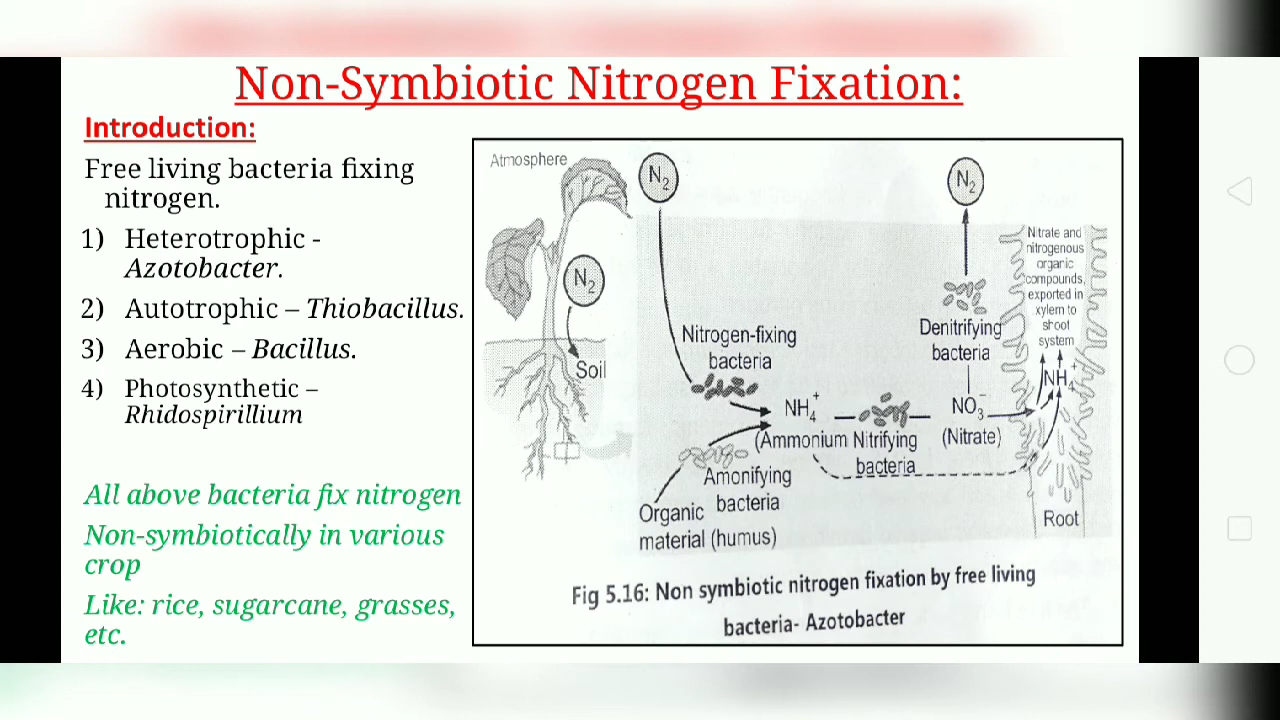 Non-Symbiotic Nitrogen Fixation:
Introduction:
Free living bacteria fixing
nitrogen.
1) Heterotrophic -
Azotobacter.
2) Autotrophic – Thiobacillus.
3) Aerobic – Bacillus.
4) Photosynthetic –
Rhidospirillium
All above bacteria fix nitrogen
Non-symbiotically in various
crop
Like: rice, sugarcane, grasses,
etc.
Atmosphere
N2
N2
Soil
N2
Nitrogen-fixing
bacteria
NH4+
(Ammonium
Amonifying
bacteria
Organic
material (humus)
Nitrifying
bacteria
Denitrifying
bacteria
NO3-
(Nitrate)
Nitrate and
nitrogenous
organic
compounds,
exported in
xylem to
shoot
system
NH4+
Root
Fig 5.16: Non symbiotic nitrogen fixation by free living
bacteria- Azotobacter